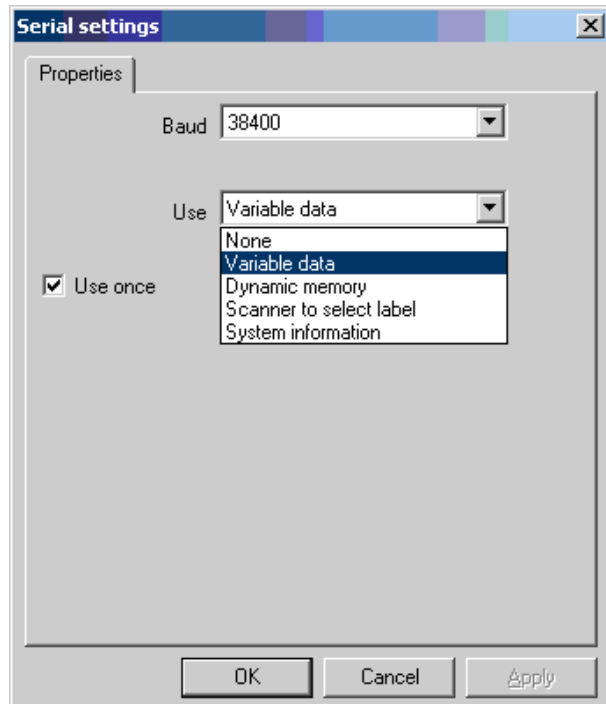 Serial settings
Properties
Baud 38400
Use Variable data
None
Variable data
Use once Dynamic memory
Scanner to select label
System information
OK Cancel Apply